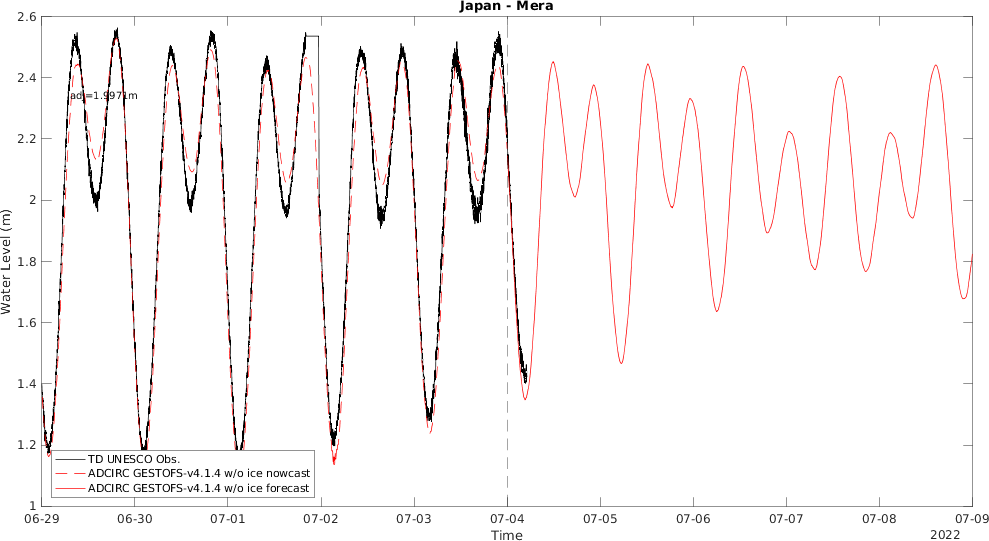 Japan - Mera
2.6
2.4
2.2
2
1.8
1.6
1.4
1.2
1
Water Level (m)
adj=1.9971m
TD UNESCO Obs.
ADCIRC GESTOFS-v4.1.4 w/o ice nowcast
ADCIRC GESTOFS-v4.1.4 w/o ice forecast
06-29 06-30 07-01 07-02 07-03 07-04 07-05 07-06 07-07 07-08 07-09
Time
2022